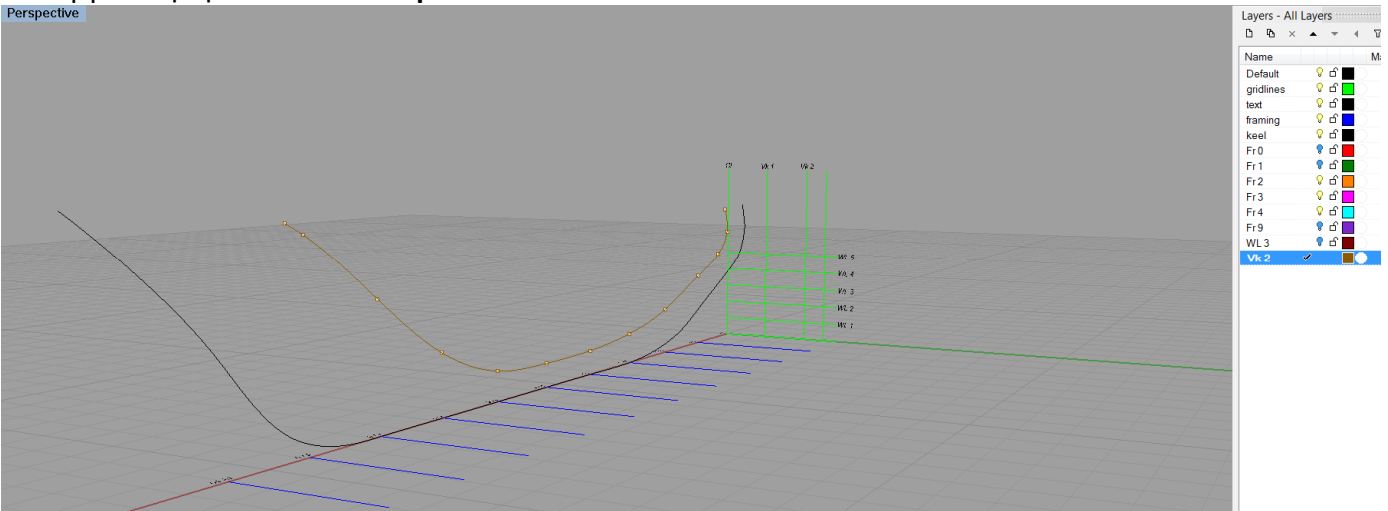 Perspective
Layers - All Layers
Name
Default
gridlines
text
framing
keel
Fr 0
Fr 1
Fr 2
Fr 3
Fr 4
Fr 9
WL 3
Vk 2
Vk 1
Vk 2
WL 5
WL 4
WL 3
WL 2
WL 1